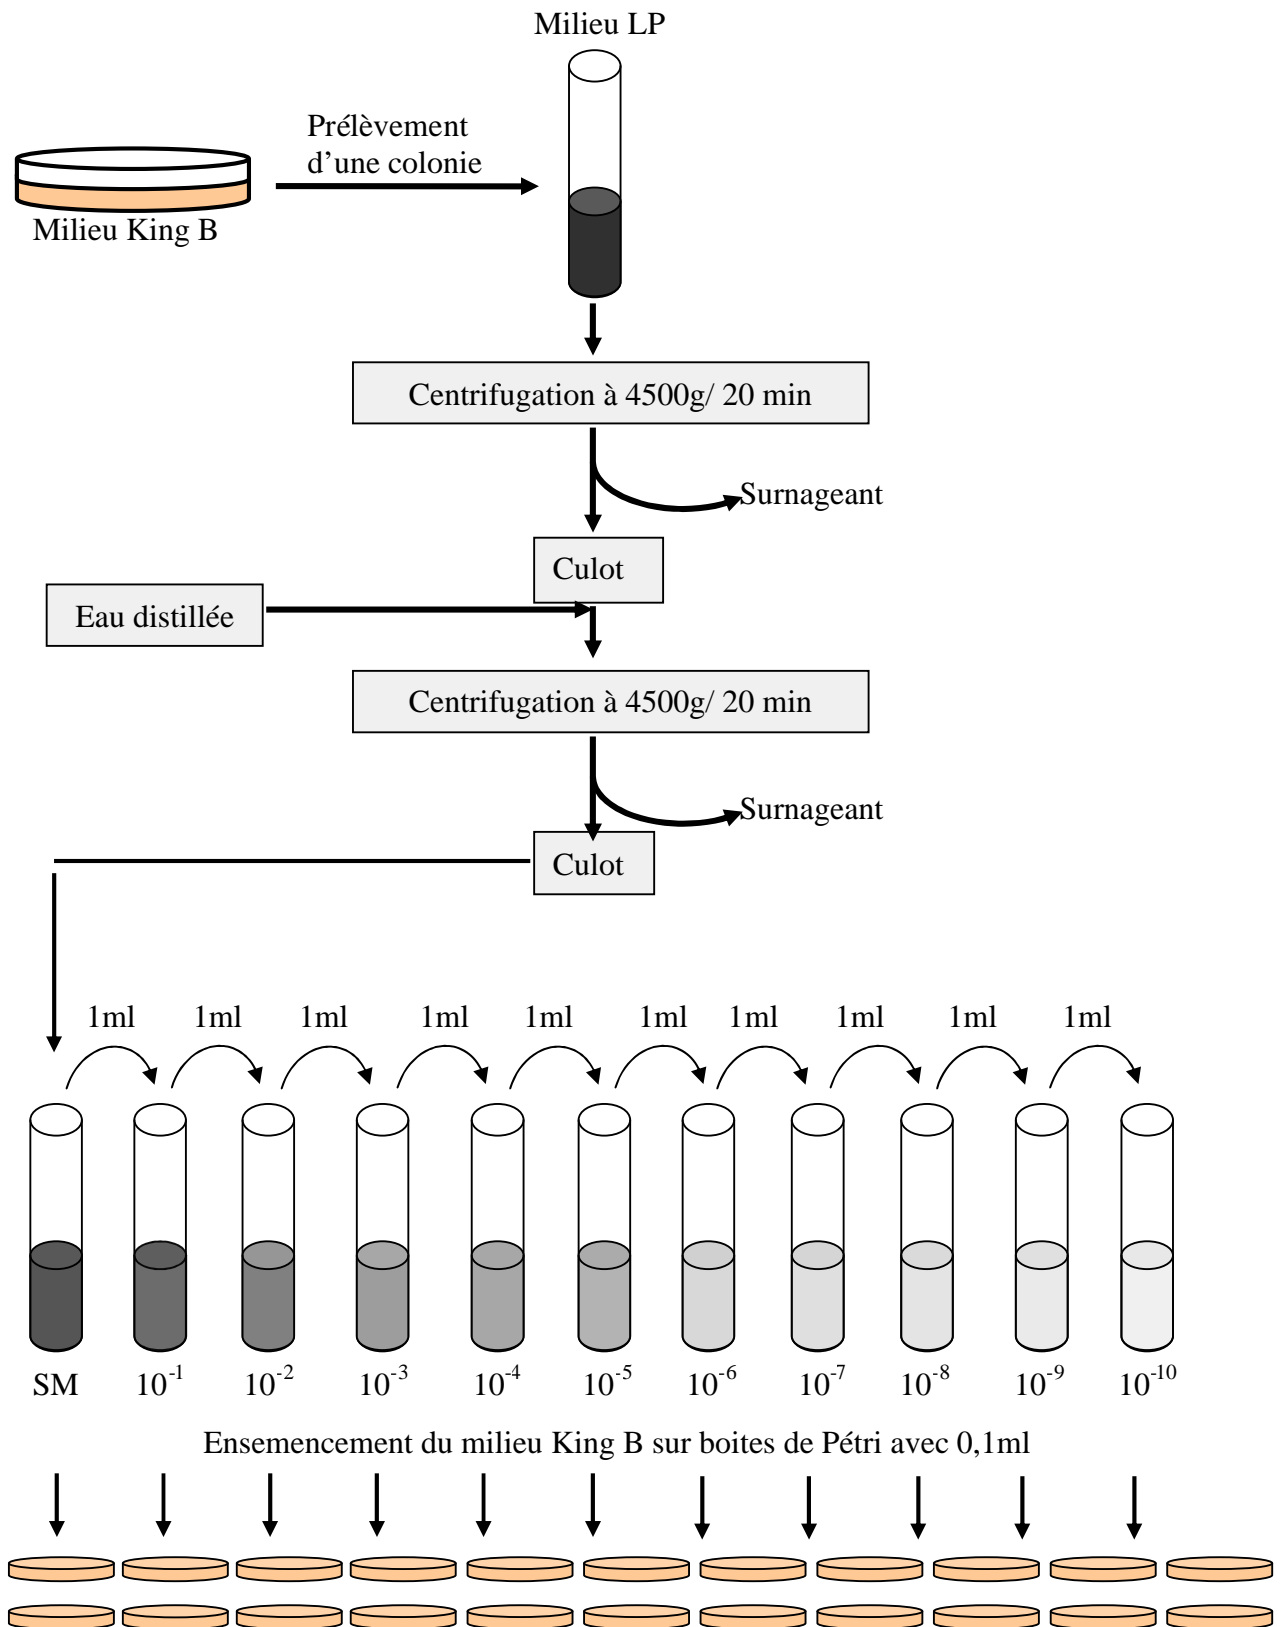 Milieu LP
Prélèvement
d’une colonie
Milieu King B
Centrifugation à 4500g/ 20 min
Surnageant
Culot
Eau distillée
Centrifugation à 4500g/ 20 min
Surnageant
Culot
1ml 1ml 1ml 1ml 1ml 1ml 1ml 1ml 1ml 1ml
SM 10⁻¹ 10⁻² 10⁻³ 10⁻⁴ 10⁻⁵ 10⁻⁶ 10⁻⁷ 10⁻⁸ 10⁻⁹ 10⁻¹⁰
Ensemencement du milieu King B sur boites de Pétri avec 0,1ml